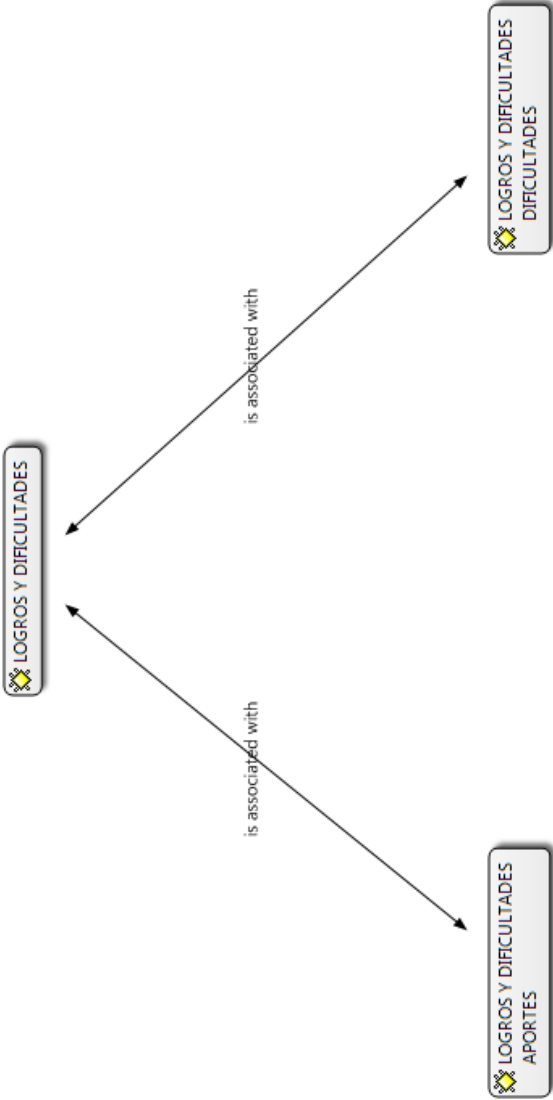 LOGROS Y DIFICULTADES
is associated with
is associated with
LOGROS Y DIFICULTADES
APORTES
LOGROS Y DIFICULTADES
DIFICULTADES